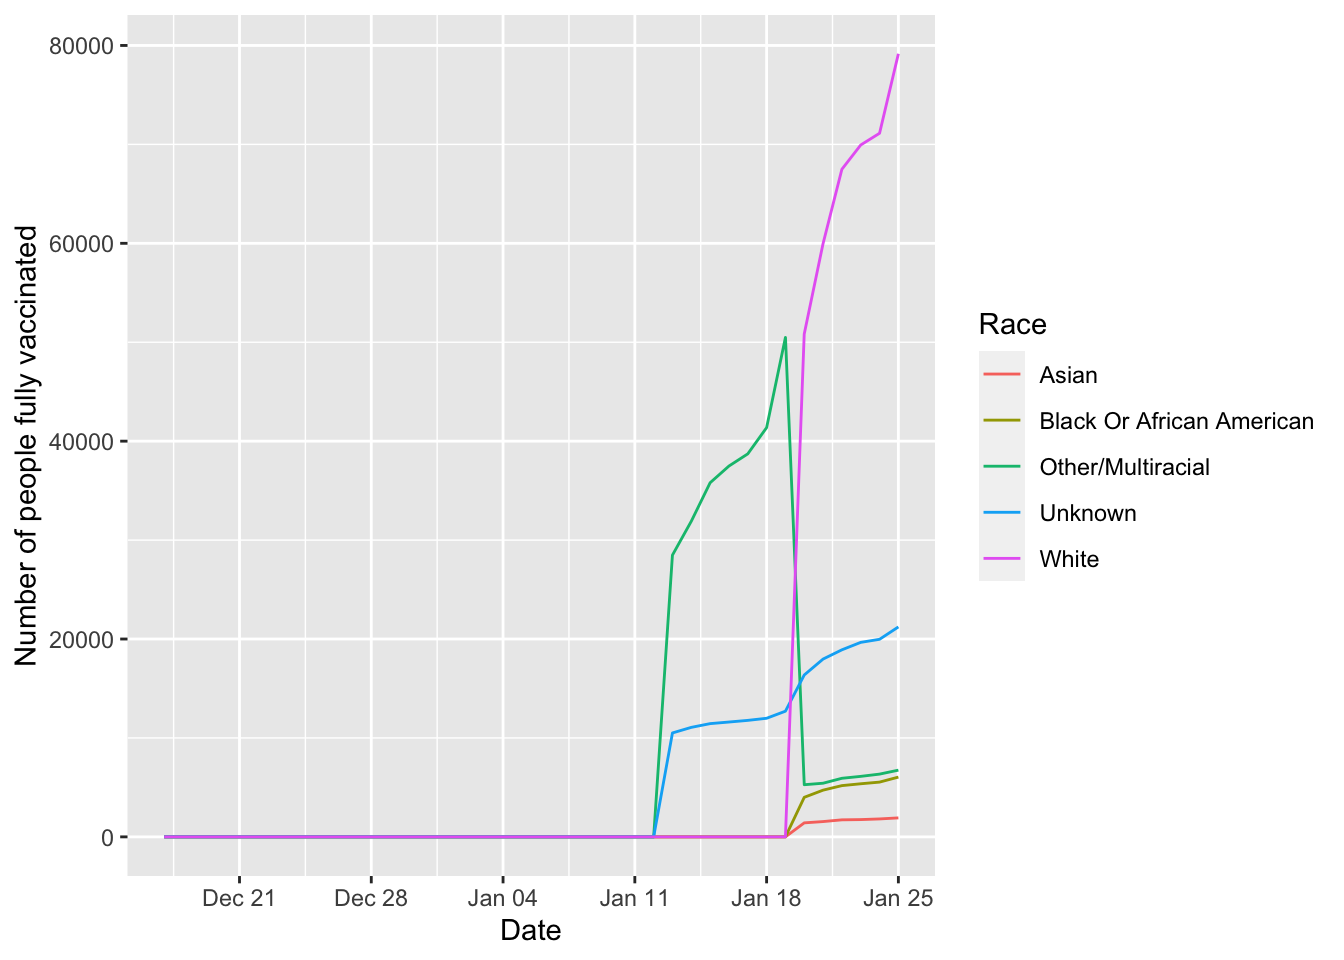 Number of people fully vaccinated
80000
60000
40000
20000
0
Dec 21
Dec 28
Jan 04
Jan 11
Jan 18
Jan 25
Date
Race
Asian
Black Or African American
Other/Multiracial
Unknown
White